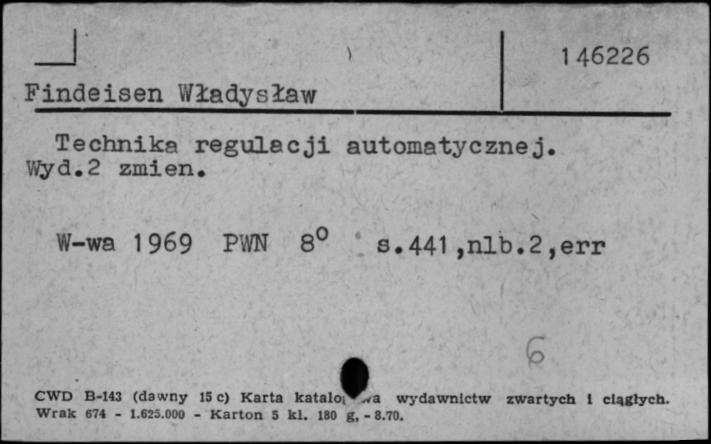 146226
Findeisen Władysław
Technika regulacji automatycznej.
Wyd.2 zmien.
W-wa 1969 PWN 8° s.441,nlb.2,err
6
CWD B-143 (dawny 15 c) Karta wydawnictw zwartych i ciągłych.
Wrak 674 - 1.625.000 - Karton 5 kl. 180 g, - 8.70.